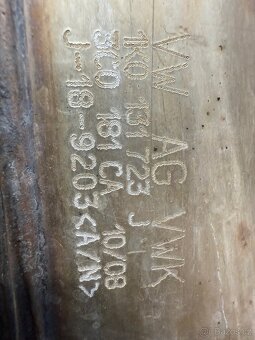 VW AG VWK
1K0 131 723 J
3C0 181 CA 10/08
J--18--9203<A/N>